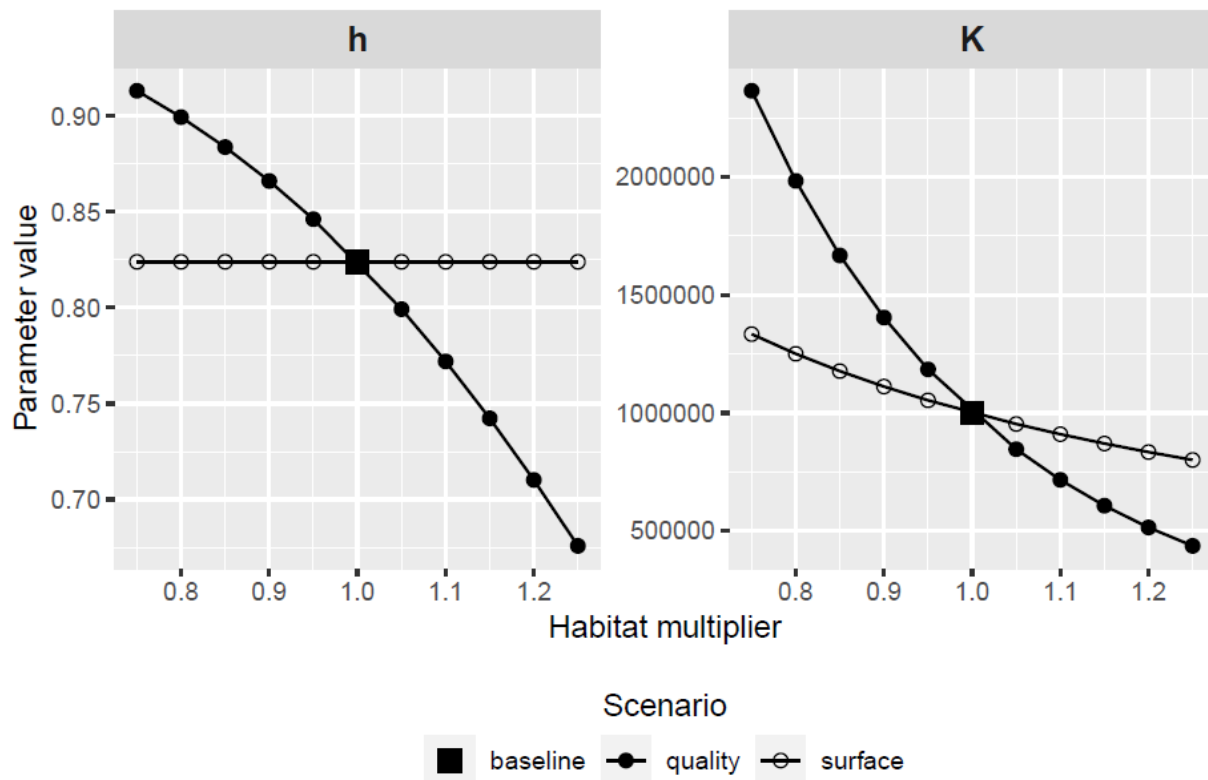 h
K
Parameter value
0.90
0.85
0.80
0.75
0.70
2000000
1500000
1000000
500000
0.8 0.9 1.0 1.1 1.2
0.8 0.9 1.0 1.1 1.2
Habitat multiplier
Scenario
baseline quality surface